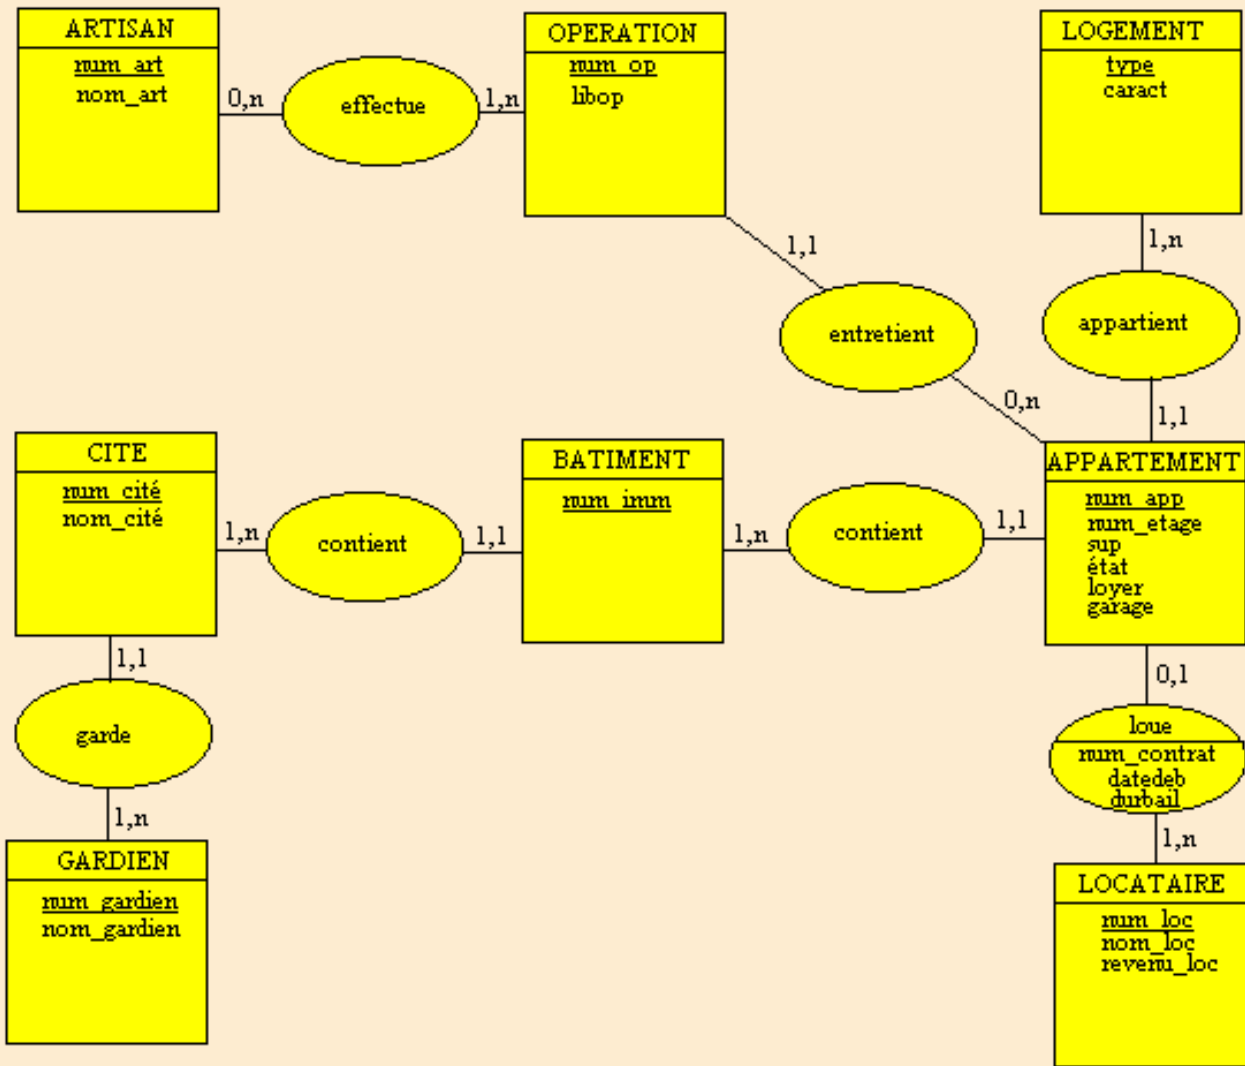 ARTISAN
num_art
nom_art
0,n
effectue
1,n
OPERATION
num_op
libop
LOGEMENT
type
caract
1,n
appartient
1,1
1,1
entretient
0,n
CITE
num_cité
nom_cité
1,n
contient
1,1
BATIMENT
num_imm
1,n
contient
1,1
APPARTEMENT
num_app
num_etage
sup
état
loyer
garage
1,1
garde
1,n
GARDIEN
num_gardien
nom_gardien
0,1
loue
num_contrat
datedeb
durbail
1,n
LOCATAIRE
num_loc
nom_loc
revenu_loc